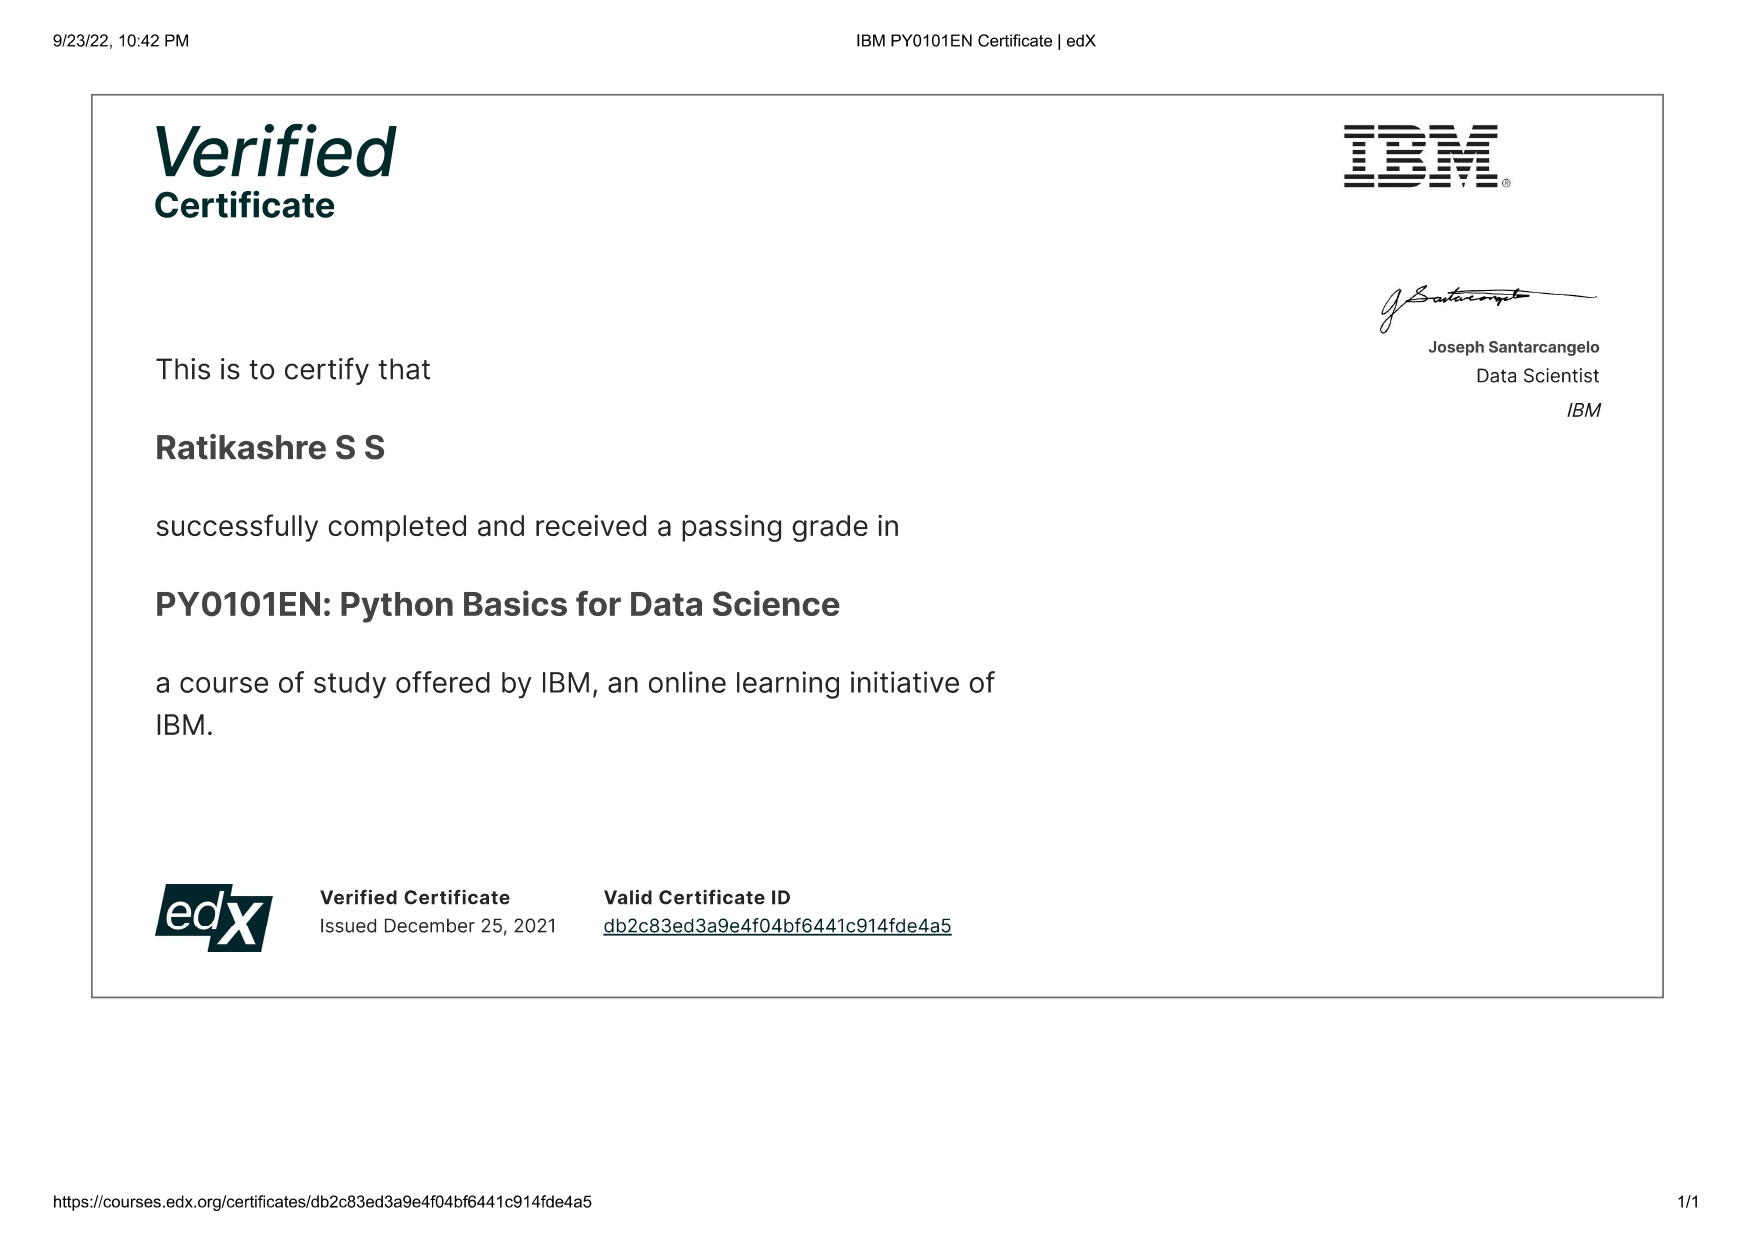 9/23/22, 10:42 PM
IBM PY0101EN Certificate | edX
Verified
Certificate
IBM®
Joseph Santarcangelo
Data Scientist
IBM
This is to certify that
Ratikashre S S
successfully completed and received a passing grade in
PY0101EN: Python Basics for Data Science
a course of study offered by IBM, an online learning initiative of
IBM.
edX
Verified Certificate
Issued December 25, 2021
Valid Certificate ID
db2c83ed3a9e4f04bf6441c914fde4a5
https://courses.edx.org/certificates/db2c83ed3a9e4f04bf6441c914fde4a5
1/1